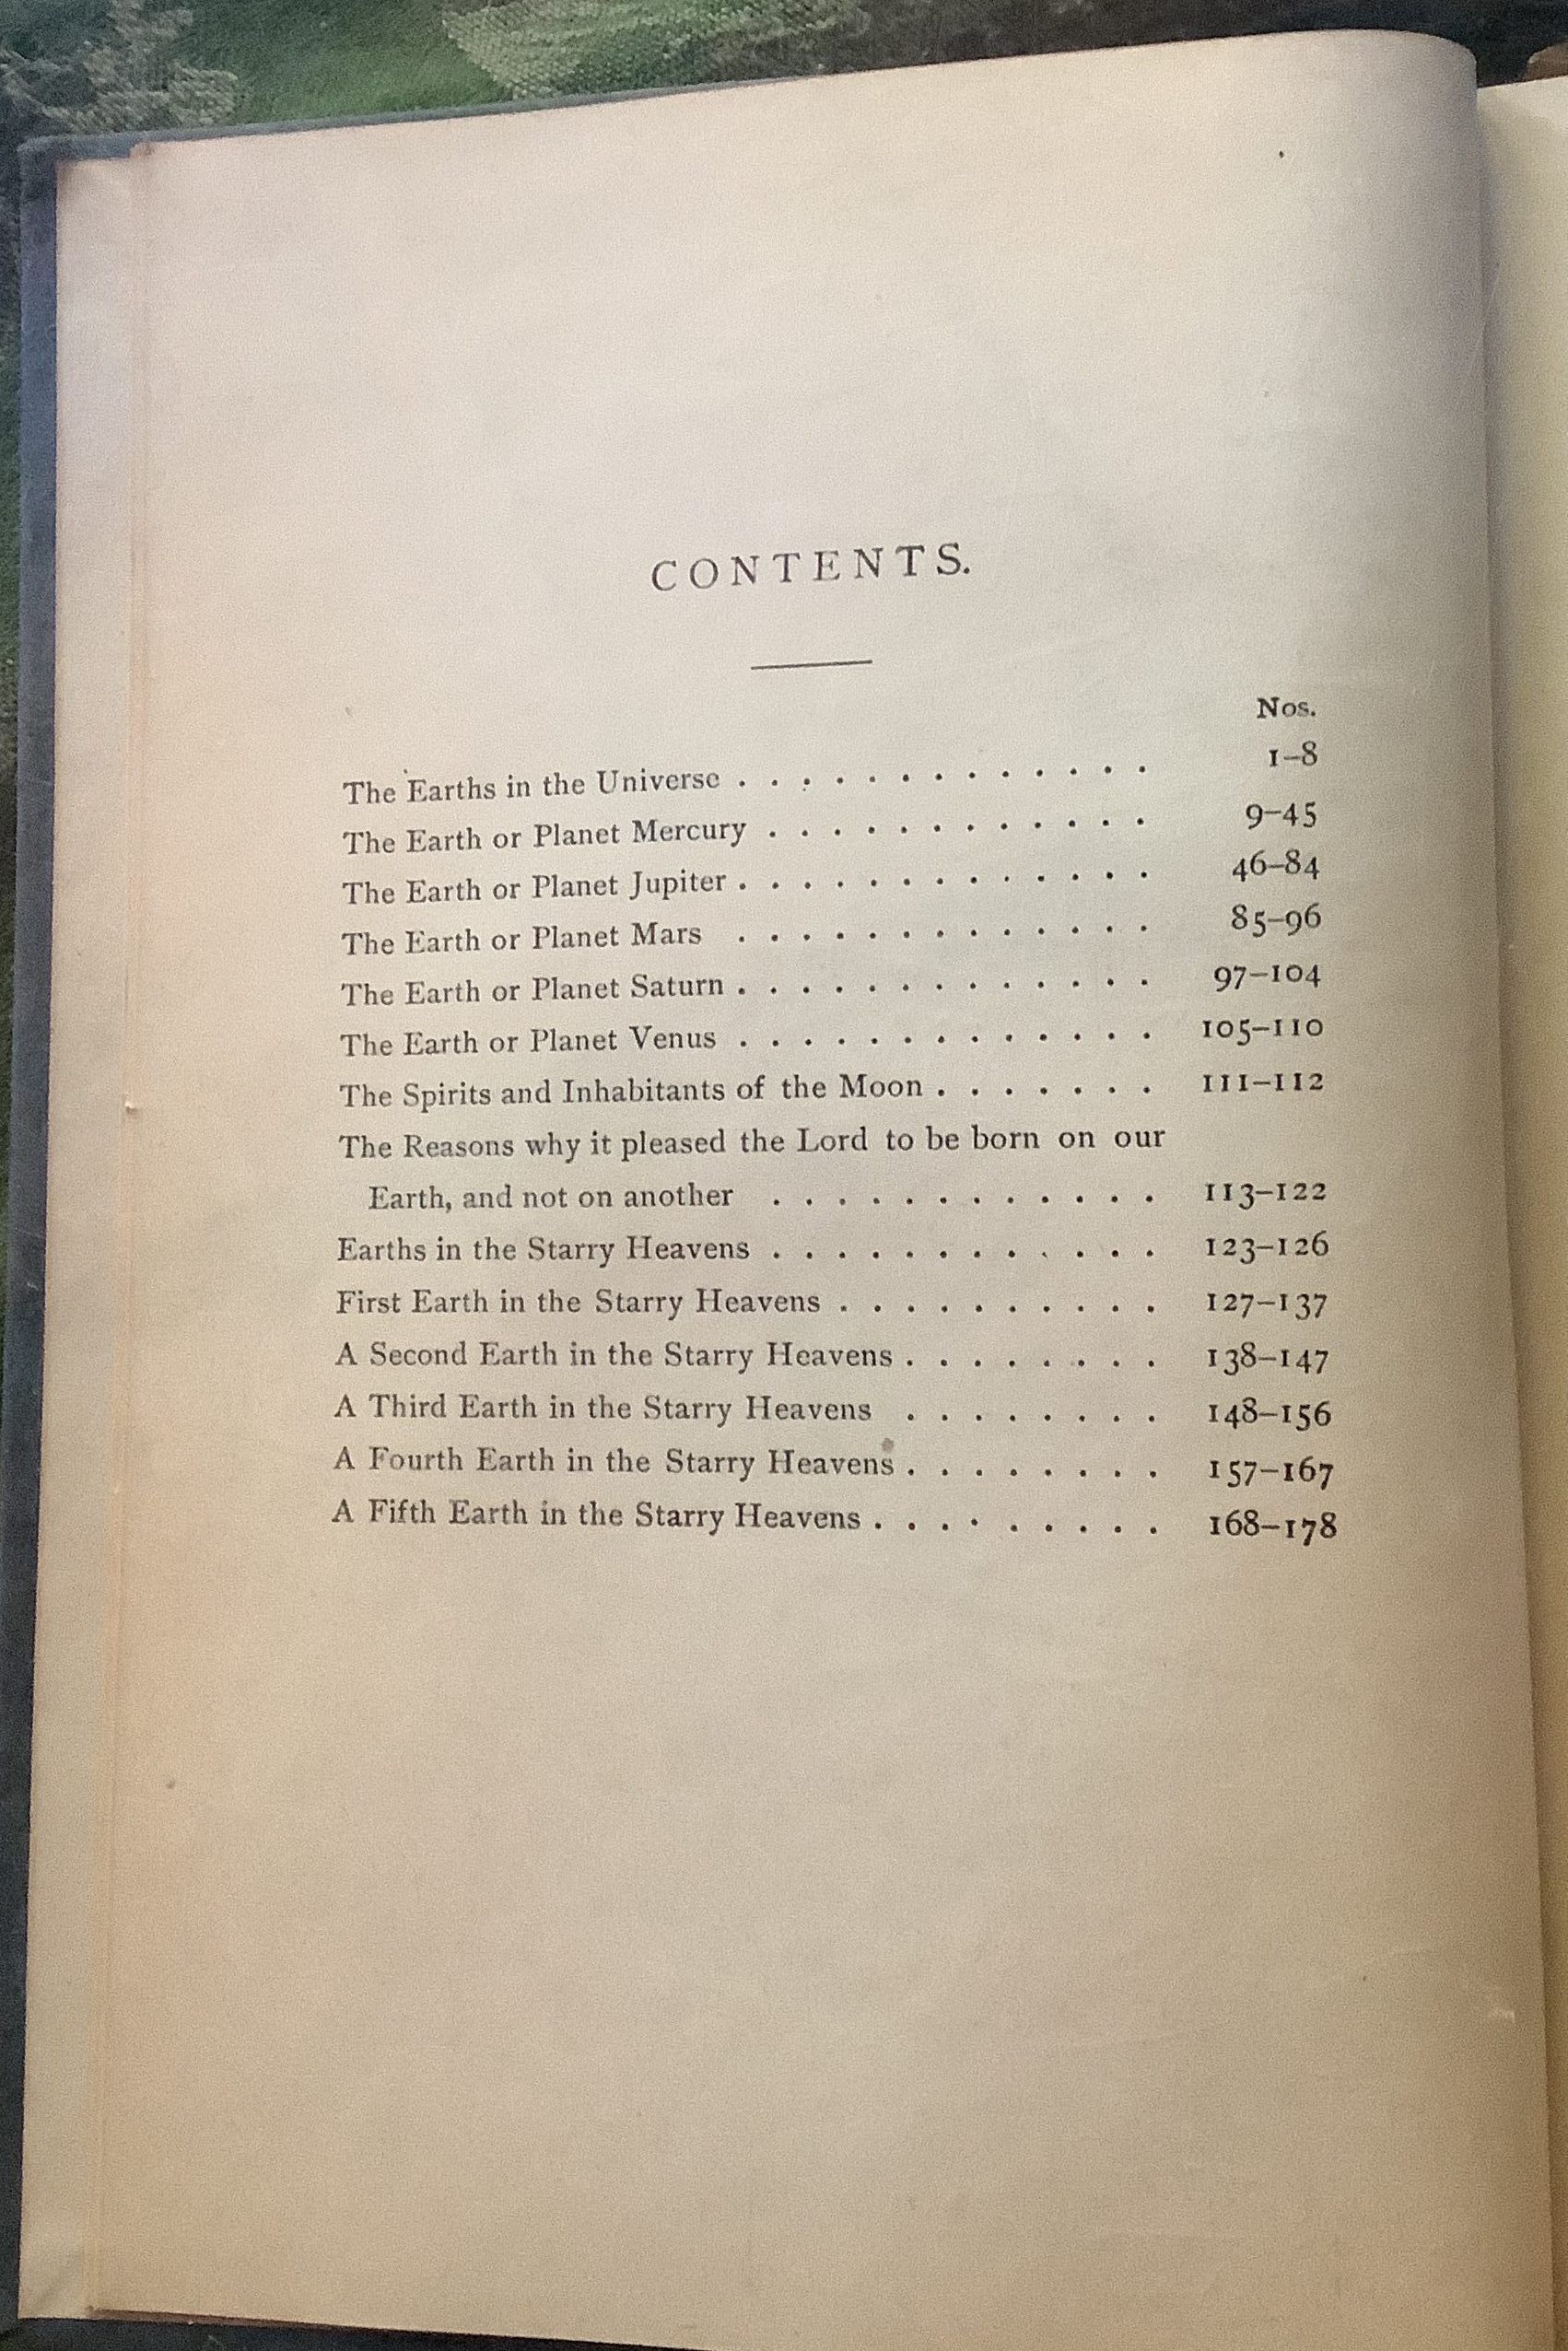 CONTENTS.
Nos.
The Earths in the Universe . . . . . . . . . . . . . 1–8
The Earth or Planet Mercury . . . . . . . . . . . . 9–45
The Earth or Planet Jupiter . . . . . . . . . . . . . 46–84
The Earth or Planet Mars . . . . . . . . . . . . . 85–96
The Earth or Planet Saturn . . . . . . . . . . . . . 97–104
The Earth or Planet Venus . . . . . . . . . . . . . 105–110
The Spirits and Inhabitants of the Moon . . . . . . . 111–112
The Reasons why it pleased the Lord to be born on our
Earth, and not on another . . . . . . . . . . . . 113–122
Earths in the Starry Heavens . . . . . . . . . . . . 123–126
First Earth in the Starry Heavens . . . . . . . . . . 127–137
A Second Earth in the Starry Heavens . . . . . . . . 138–147
A Third Earth in the Starry Heavens . . . . . . . . 148–156
A Fourth Earth in the Starry Heavens . . . . . . . . 157–167
A Fifth Earth in the Starry Heavens . . . . . . . . . 168–178